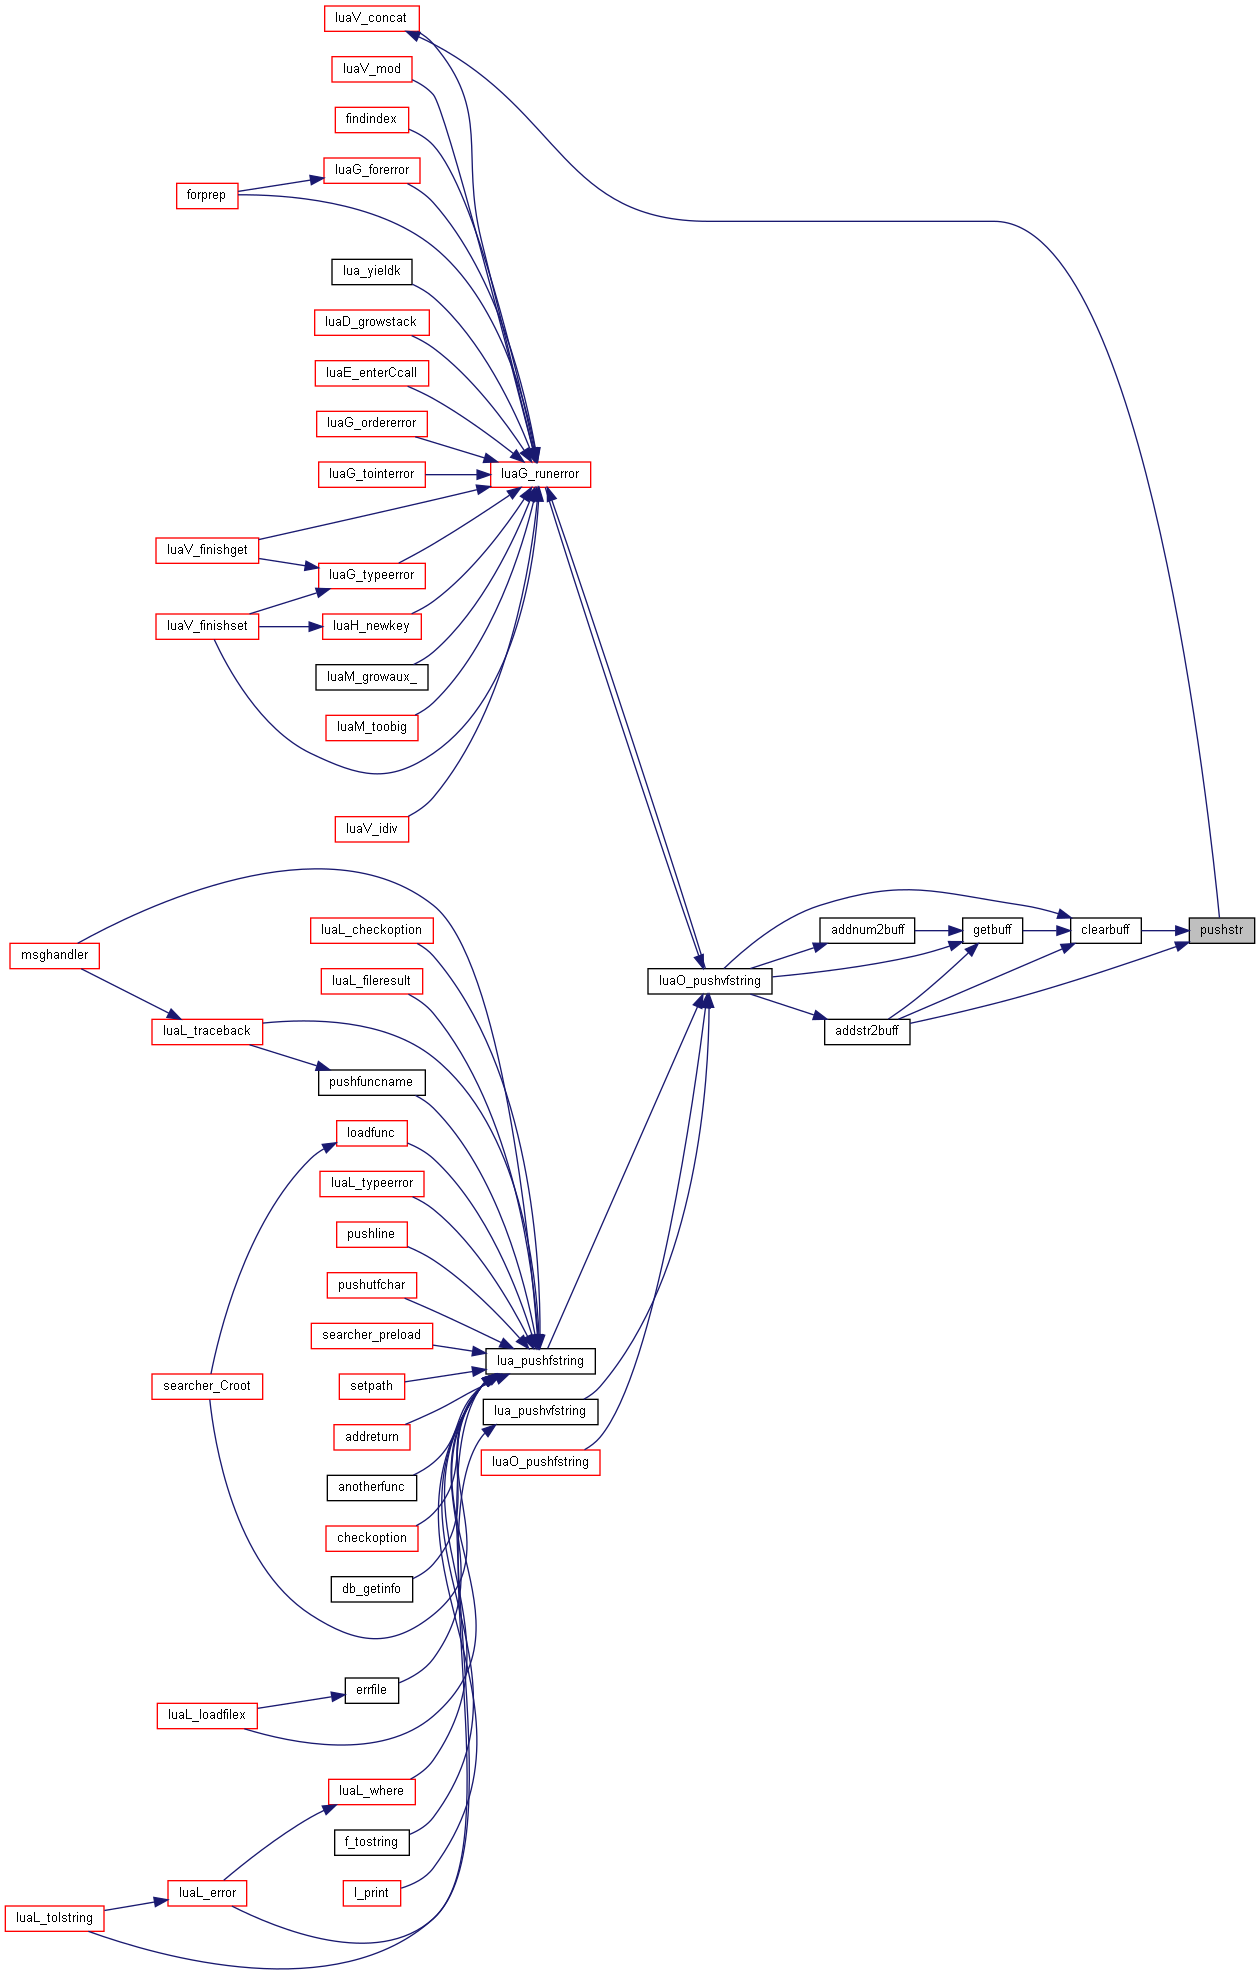 luaV_concat
luaV_mod
findindex
luaG_forerror
forprep
lua_yieldk
luaD_growstack
luaE_enterCcall
luaG_ordererror
luaG_tointerror
luaG_runerror
luaV_finishget
luaG_typeerror
luaV_finishset
luaH_newkey
luaM_growaux_
luaM_toobig
luaV_idiv
luaL_checkoption
addnum2buff
getbuff
clearbuff
pushstr
msghandler
luaL_fileresult
luaO_pushvfstring
luaL_traceback
addstr2buff
pushfuncname
loadfunc
luaL_typeerror
pushline
pushutfchar
searcher_preload
lua_pushfstring
searcher_Croot
setpath
lua_pushvfstring
addreturn
luaO_pushfstring
anotherfunc
checkoption
db_getinfo
errfile
luaL_loadfilex
luaL_where
f_tostring
luaL_error
l_print
luaL_tolstring